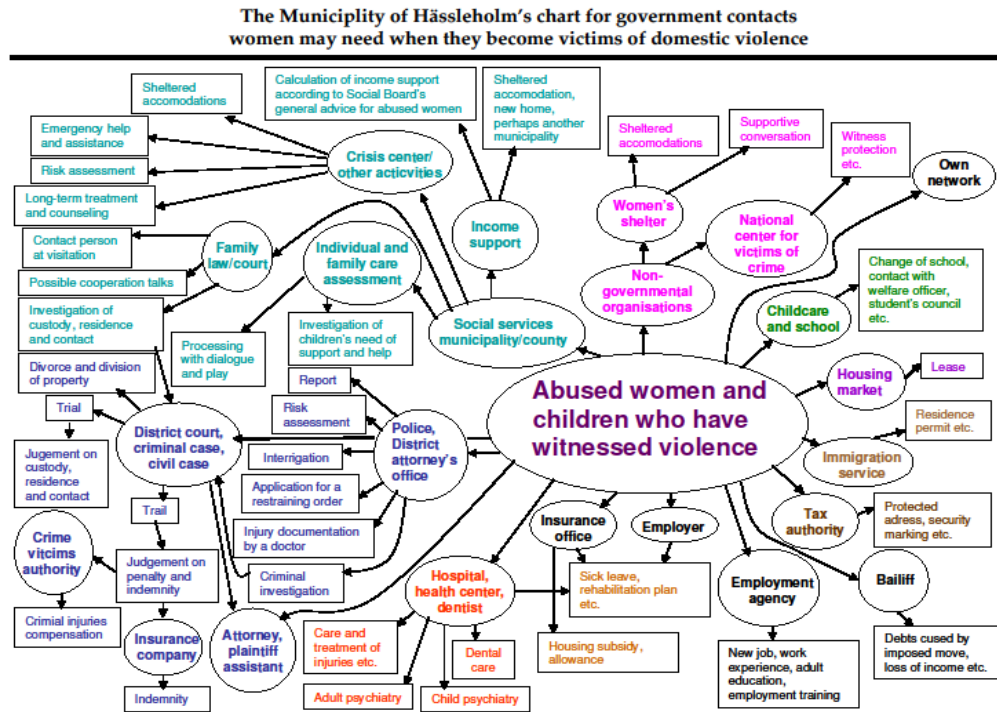 The Municiplity of Hässleholm's chart for government contacts
women may need when they become victims of domestic violence
Sheltered
accomodations
Calculation of income support
according to Social Board's
general advice for abused women
Sheltered
accomodation,
new home,
perhaps another
municipality
Sheltered
accomodations
Supportive
conversation
Witness
protection
etc.
Own
network
Emergency help
and assistance
Risk assessment
Long-term treatment
and counseling
Crisis center/
other acticvities
Contact person
at visitation
Possible cooperation talks
Investigation of
custody, residence
and contact
Family
law/court
Individual and
family care
assessment
Income
support
Women's
shelter
National
center for
victims of
crime
Non-
governmental
organisations
Social services
municipality/county
Childcare
and school
Change of school,
contact with
welfare officer,
student's council
etc.
Processing
with dialogue
and play
Investigation of
children's need of
support and help
Housing
market
Lease
Divorce and division
of property
Trial
Jugement on
custody,
residence
and contact
District court,
criminal case,
civil case
Report
Risk
assessment
Interrigation
Application for a
restraining order
Injury documentation
by a doctor
Criminal
investigation
Police,
District
attorney's
office
Abused women and
children who have
witnessed violence
Residence
permit etc.
Immigration
service
Tax
authority
Protected
adress, security
marking etc.
Trail
Crime
vitcims
authority
Judgement on
penalty and
indemnity
Crimial injuries
compensation
Insurance
company
Indemnity
Attorney,
plaintiff
assistant
Hospital,
health center,
dentist
Care and
treatment of
injuries etc.
Adult psychiatry
Child psychiatry
Dental
care
Insurance
office
Employer
Sick leave,
rehabilitation plan
etc.
Housing subsidy,
allowance
Employment
agency
New job, work
experience, adult
education,
employment training
Bailiff
Debts cused by
imposed move,
loss of income etc.